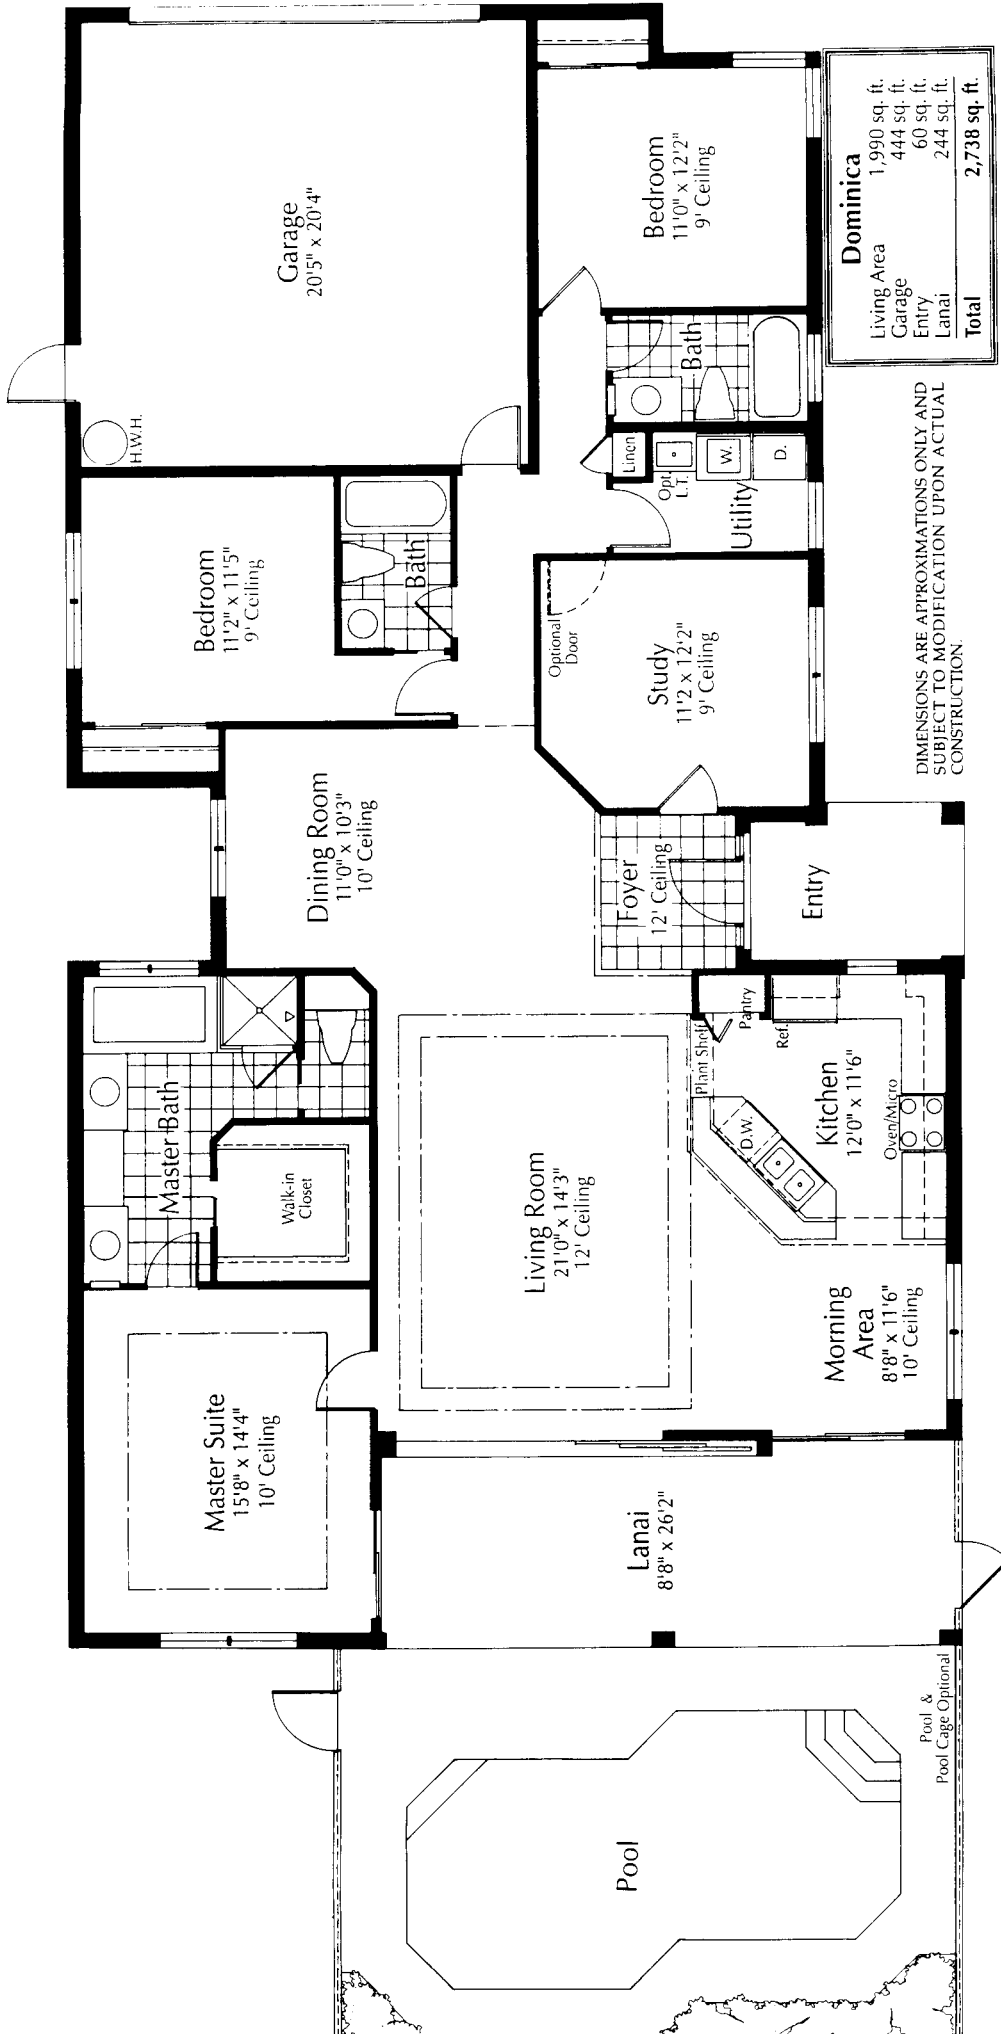 Garage
20'5" x 20'4"
H.W.H.
Bedroom
11'0" x 12'2"
9' Ceiling
Bath
Linen
Opt.
L.T.
W.
D.
Utility
Bedroom
11'2" x 11'5"
9' Ceiling
Bath
Optional
Door
Study
11'2 x 12'2"
9' Ceiling
Dining Room
11'0" x 10'3"
10' Ceiling
Foyer
12' Ceiling
Entry
Master Bath
Walk-in
Closet
Plant Shelf
Pantry
Ref.
D.W.
Kitchen
12'0" x 11'6"
Oven/Micro
Living Room
21'0" x 14'3"
12' Ceiling
Morning
Area
8'8" x 11'6"
10' Ceiling
Master Suite
15'8" x 14'4"
10' Ceiling
Lanai
8'8" x 26'2"
Pool &
Pool Cage Optional
Pool
Dominica
Living Area 1,990 sq. ft.
Garage 444 sq. ft.
Entry 60 sq. ft.
Lanai 244 sq. ft.
Total 2,738 sq. ft.
DIMENSIONS ARE APPROXIMATIONS ONLY AND
SUBJECT TO MODIFICATION UPON ACTUAL
CONSTRUCTION.